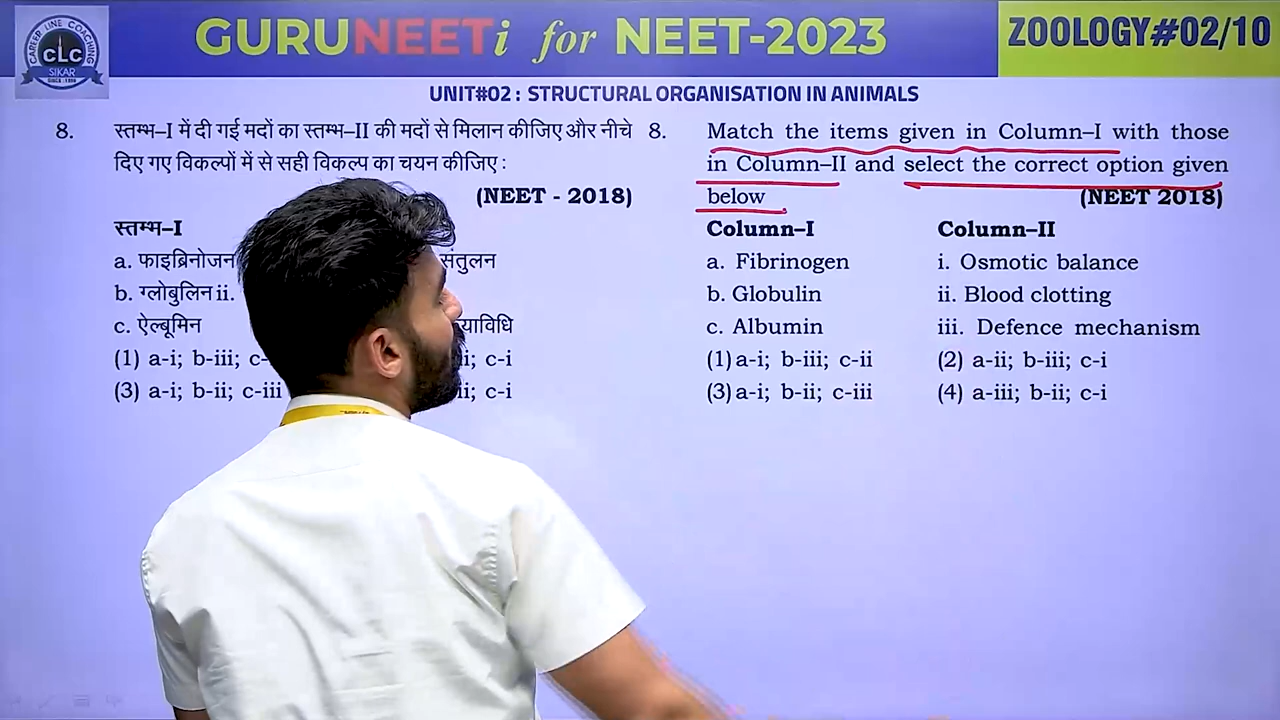 CAREER LINE COACHING
CLC
SIKAR
SINCE : 1996
GURUNEETi for NEET-2023
ZOOLOGY#02/10
UNIT#02 : STRUCTURAL ORGANISATION IN ANIMALS
8. स्तम्भ–I में दी गई मदों का स्तम्भ–II की मदों से मिलान कीजिए और नीचे
दिए गए विकल्पों में से सही विकल्प का चयन कीजिए :
(NEET - 2018)
स्तम्भ–I
a. फाइब्रिनोजन संतुलन
b. ग्लोबुलिन ii.
c. ऐल्बूमिन
(1) a-i; b-iii; c- c-i
(3) a-i; b-ii; c-iii c-i
8. Match the items given in Column–I with those
in Column–II and select the correct option given
below (NEET 2018)
Column–I Column–II
a. Fibrinogen i. Osmotic balance
b. Globulin ii. Blood clotting
c. Albumin iii. Defence mechanism
(1) a-i; b-iii; c-ii (2) a-ii; b-iii; c-i
(3) a-i; b-ii; c-iii (4) a-iii; b-ii; c-i